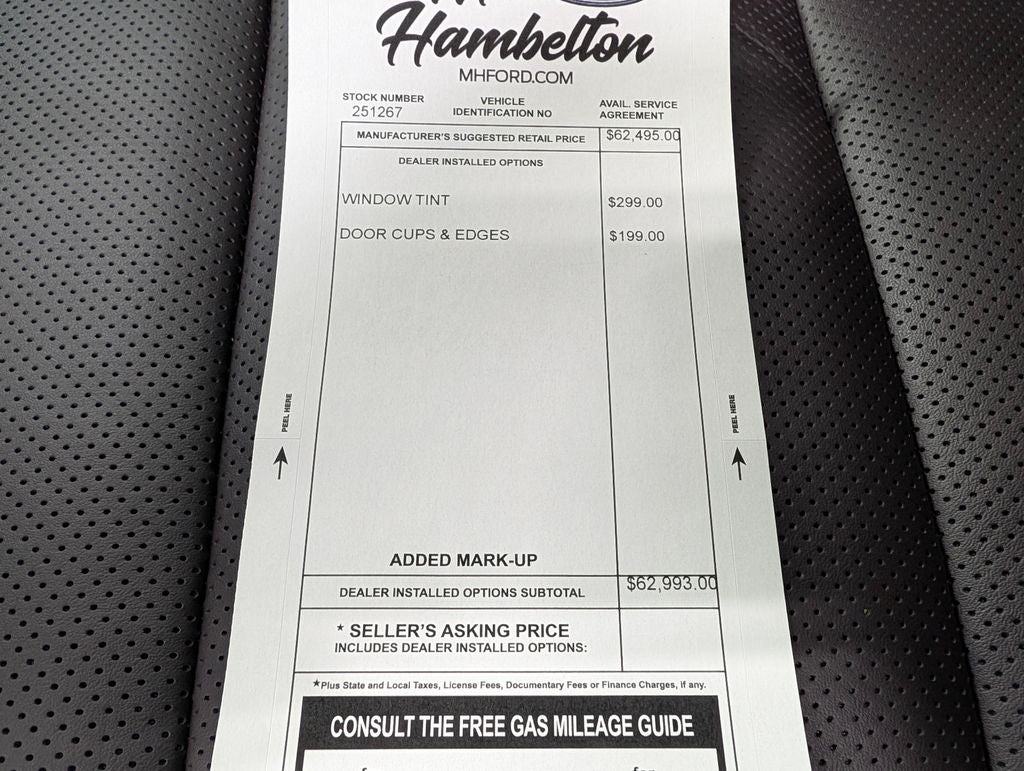 Hambelton
MHFORD.COM
STOCK NUMBER
251267
VEHICLE
IDENTIFICATION NO
AVAIL. SERVICE
AGREEMENT
MANUFACTURER'S SUGGESTED RETAIL PRICE $62,495.00
DEALER INSTALLED OPTIONS
WINDOW TINT $299.00
DOOR CUPS & EDGES $199.00
PEEL HERE
PEEL HERE
ADDED MARK-UP
DEALER INSTALLED OPTIONS SUBTOTAL $62,993.00
* SELLER'S ASKING PRICE
INCLUDES DEALER INSTALLED OPTIONS:
*Plus State and Local Taxes, License Fees, Documentary Fees or Finance Charges, if any.
CONSULT THE FREE GAS MILEAGE GUIDE